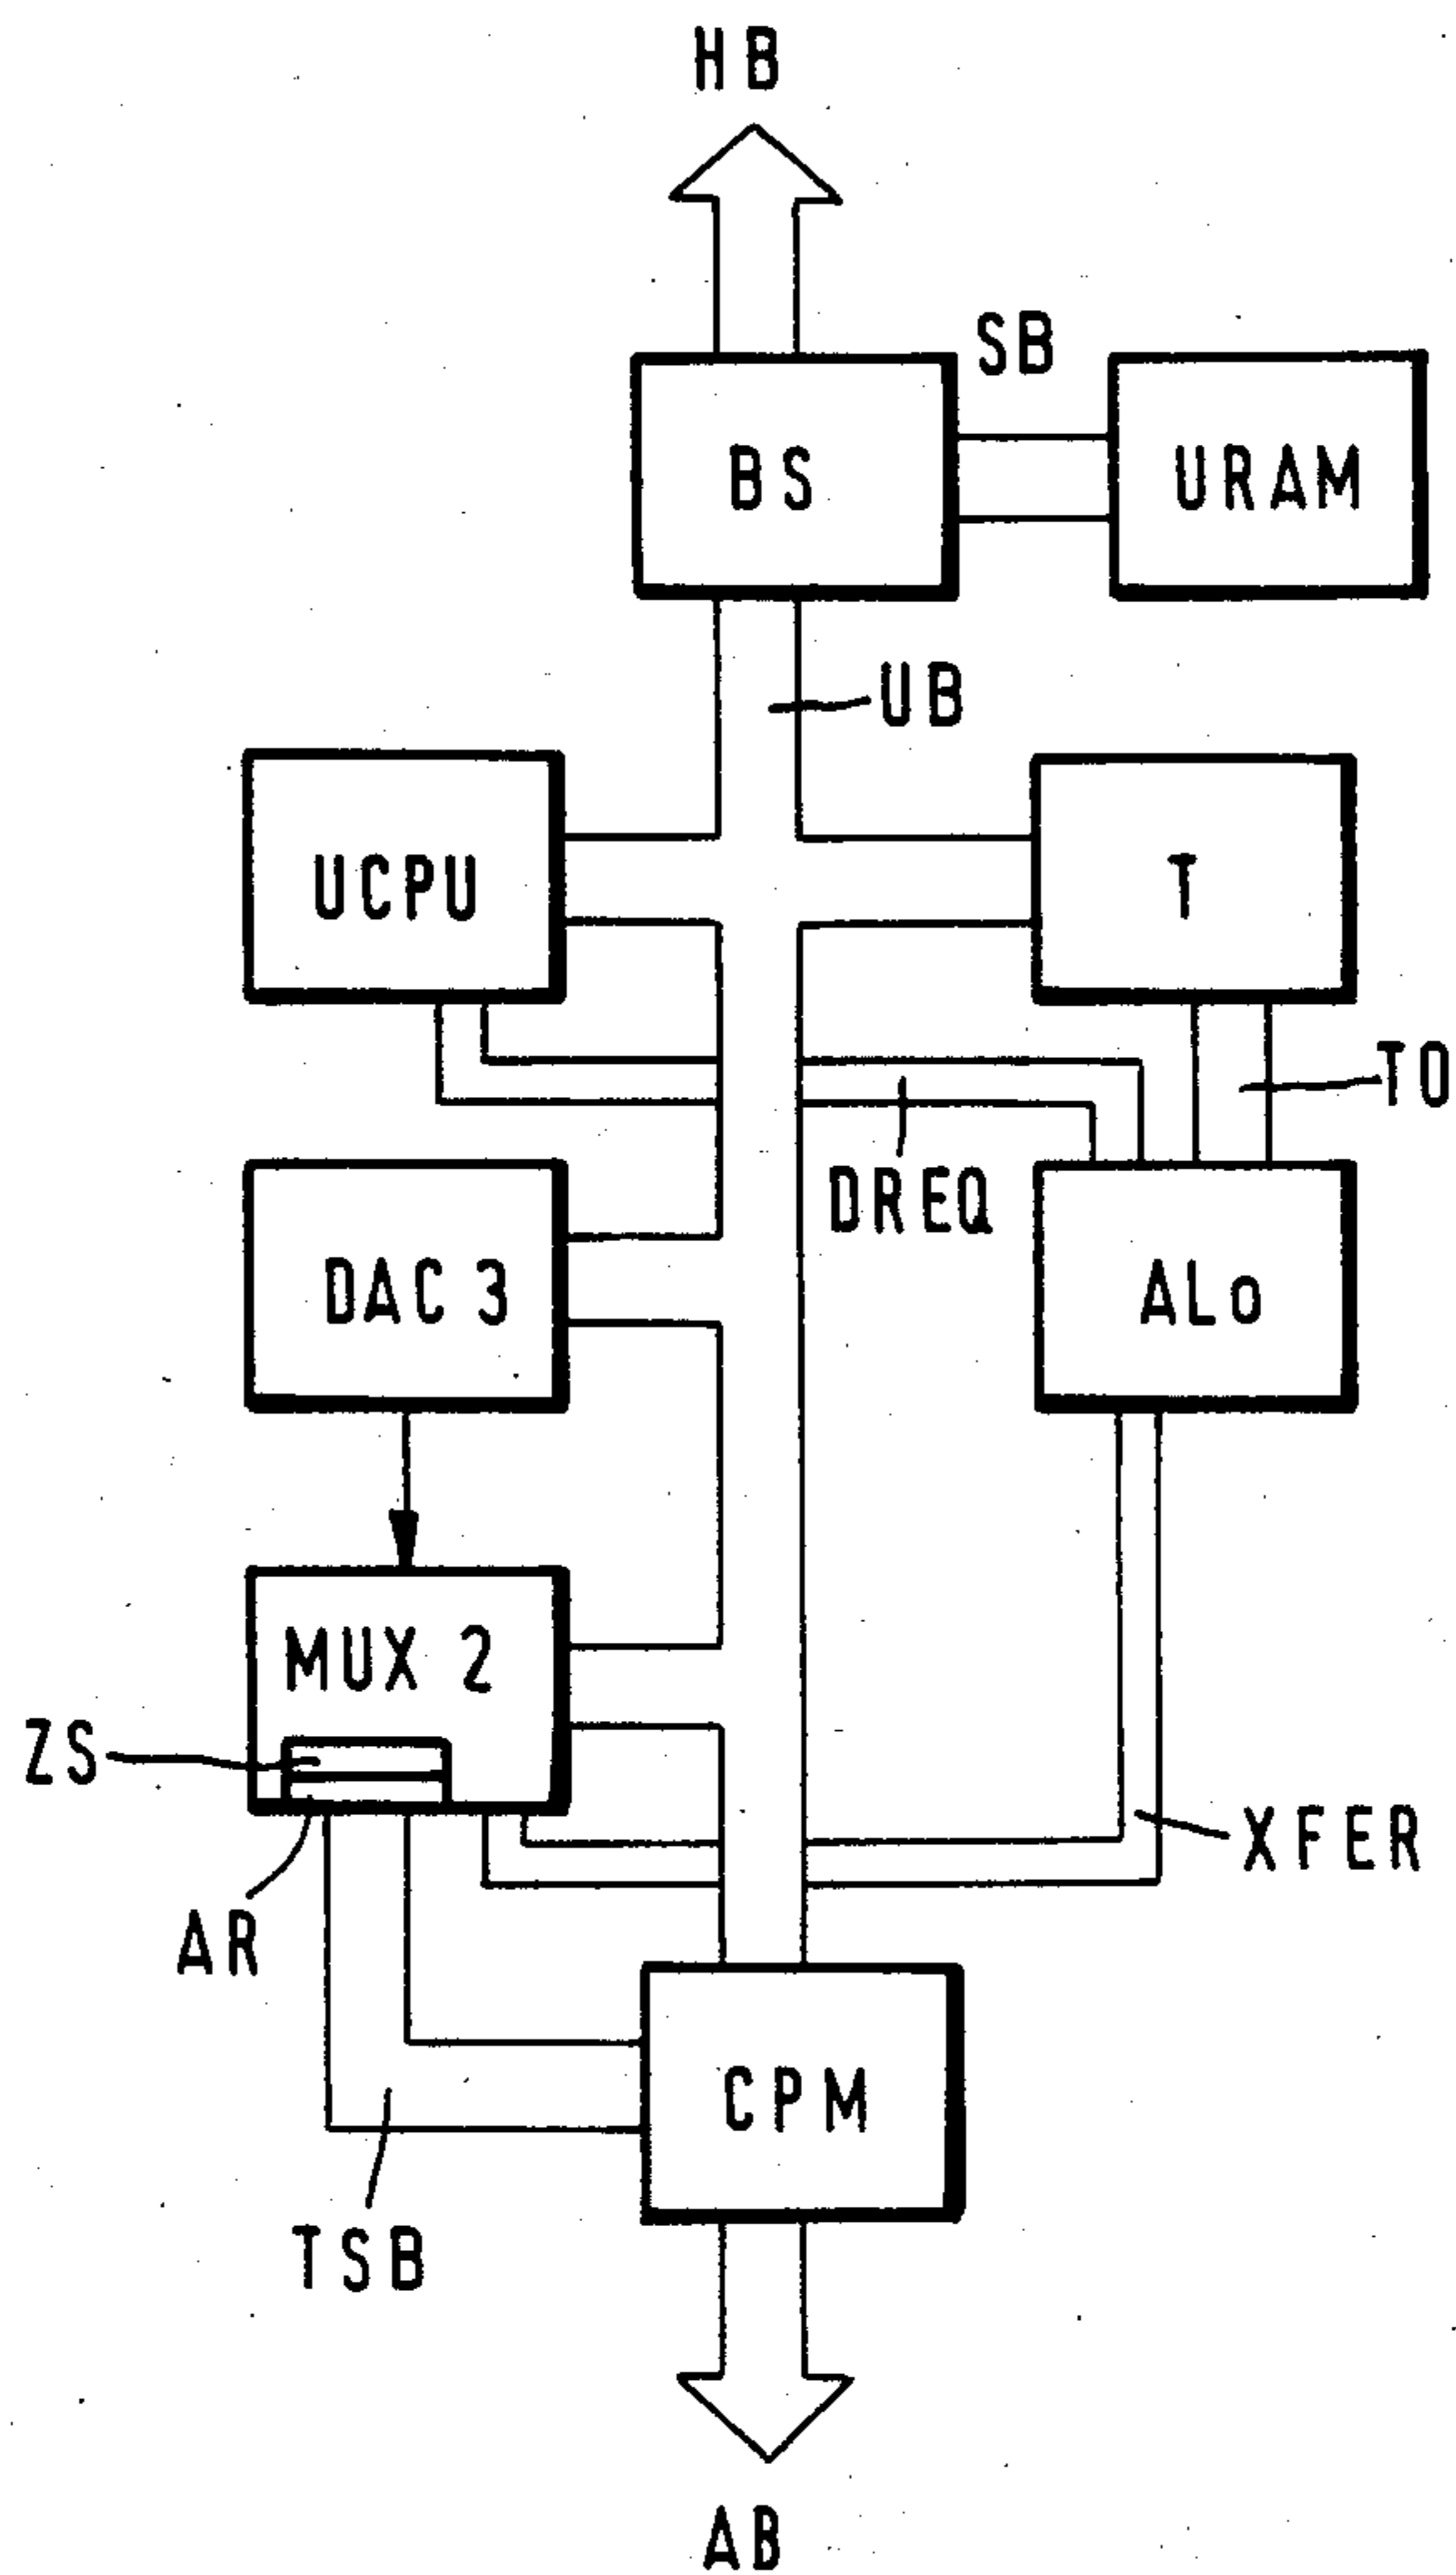 HB
SB
BS
URAM
UB
UCPU
T
TO
DREQ
DAC 3
ALo
MUX 2
ZS
XFER
AR
CPM
TSB
AB